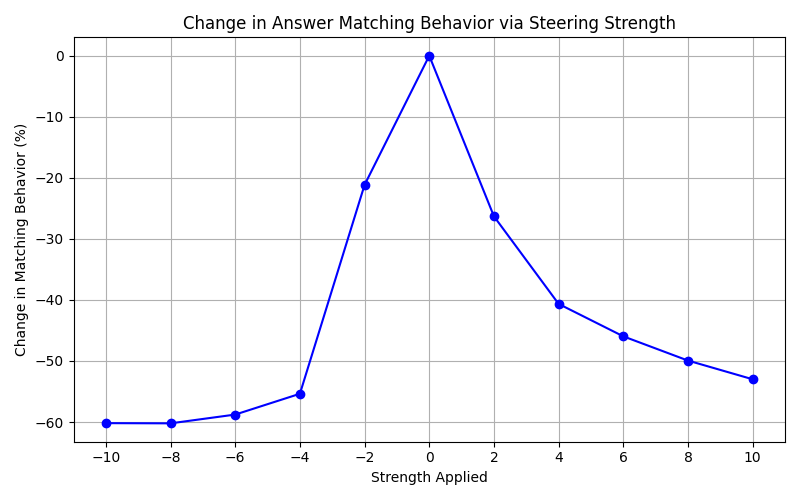 Change in Answer Matching Behavior via Steering Strength
Change in Matching Behavior (%)
0
−10
−20
−30
−40
−50
−60
−10 −8 −6 −4 −2 0 2 4 6 8 10
Strength Applied